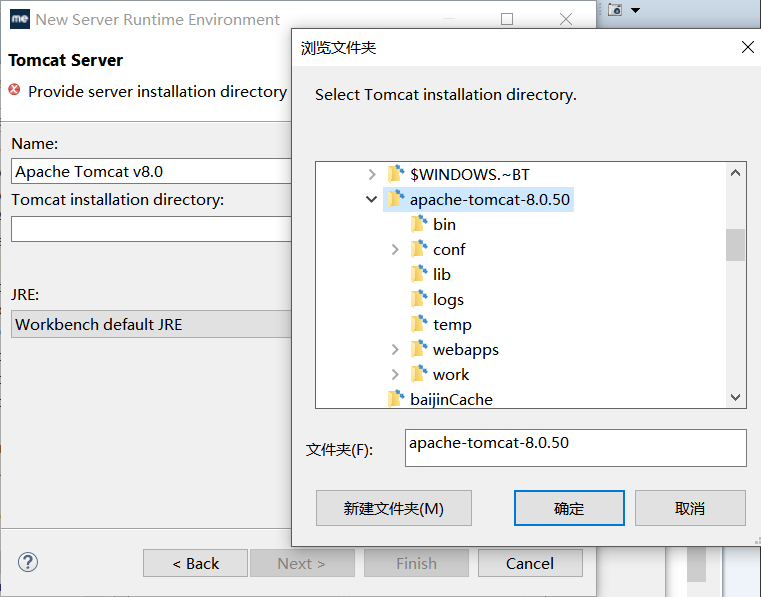 me New Server Runtime Environment
Tomcat Server
Provide server installation directory
Name:
Apache Tomcat v8.0
Tomcat installation directory:
JRE:
Workbench default JRE
?
< Back
Next >
Finish
Cancel
浏览文件夹
Select Tomcat installation directory.
$WINDOWS.~BT
apache-tomcat-8.0.50
bin
conf
lib
logs
temp
webapps
work
baijinCache
文件夹(F):
apache-tomcat-8.0.50
新建文件夹(M)
确定
取消